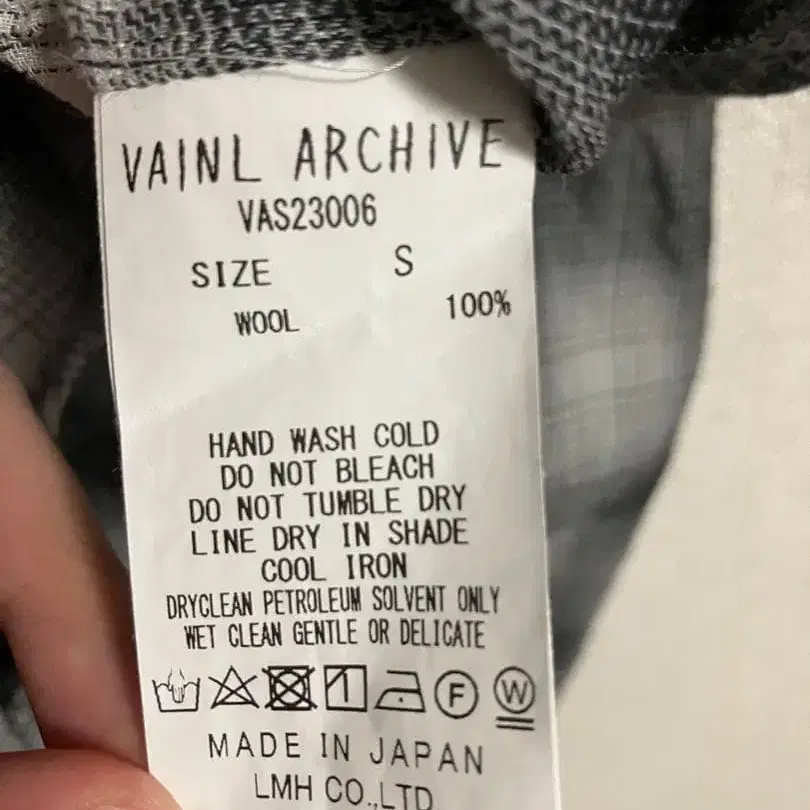 VAINL ARCHIVE
VAS23006
SIZE S
WOOL 100%
HAND WASH COLD
DO NOT BLEACH
DO NOT TUMBLE DRY
LINE DRY IN SHADE
COOL IRON
DRYCLEAN PETROLEUM SOLVENT ONLY
WET CLEAN GENTLE OR DELICATE
F W
MADE IN JAPAN
LMH CO.,LTD